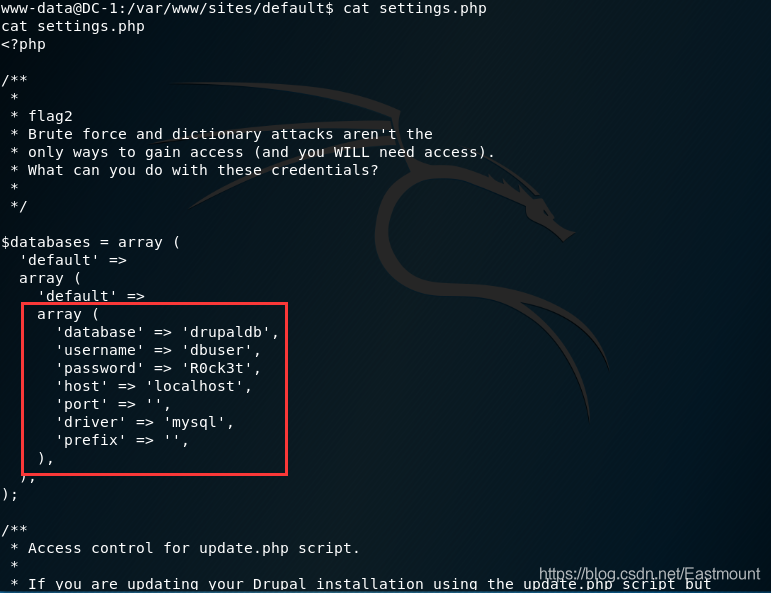 www-data@DC-1:/var/www/sites/default$ cat settings.php
cat settings.php
<?php
/**
 *
 * flag2
 * Brute force and dictionary attacks aren't the
 * only ways to gain access (and you WILL need access).
 * What can you do with these credentials?
 *
 */
$databases = array (
  'default' =>
  array (
    'default' =>
    array (
      'database' => 'drupaldb',
      'username' => 'dbuser',
      'password' => 'R0ck3t',
      'host' => 'localhost',
      'port' => '',
      'driver' => 'mysql',
      'prefix' => '',
    ),
  ),
);
/**
 * Access control for update.php script.
 *
 * If you are updating your Drupal installation using the update.php script but
https://blog.csdn.net/Eastmount